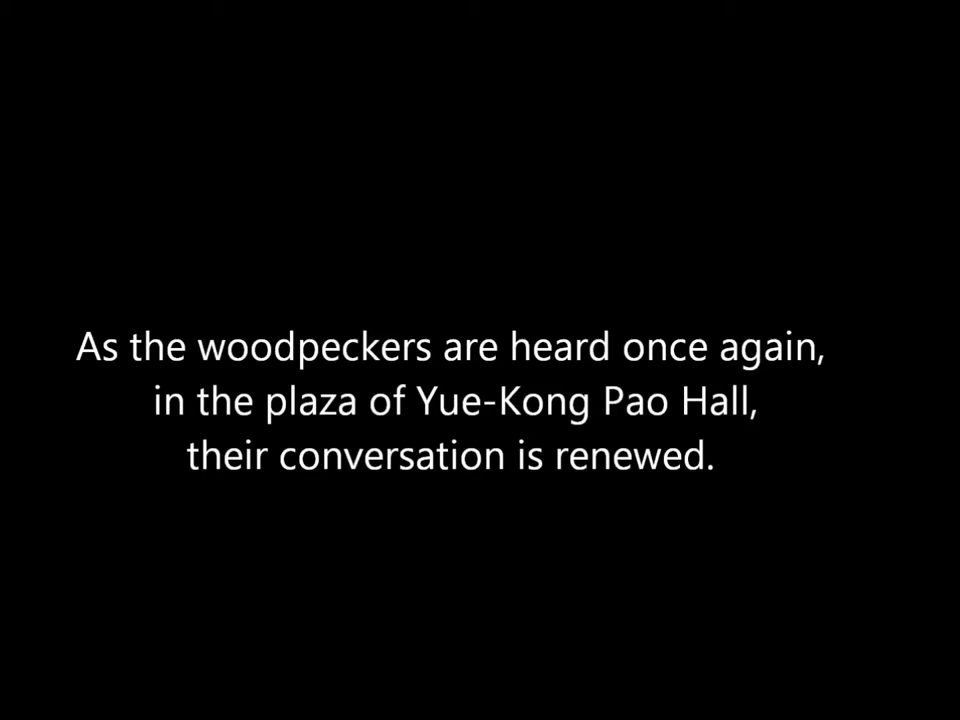 As the woodpeckers are heard once again,
in the plaza of Yue-Kong Pao Hall,
their conversation is renewed.